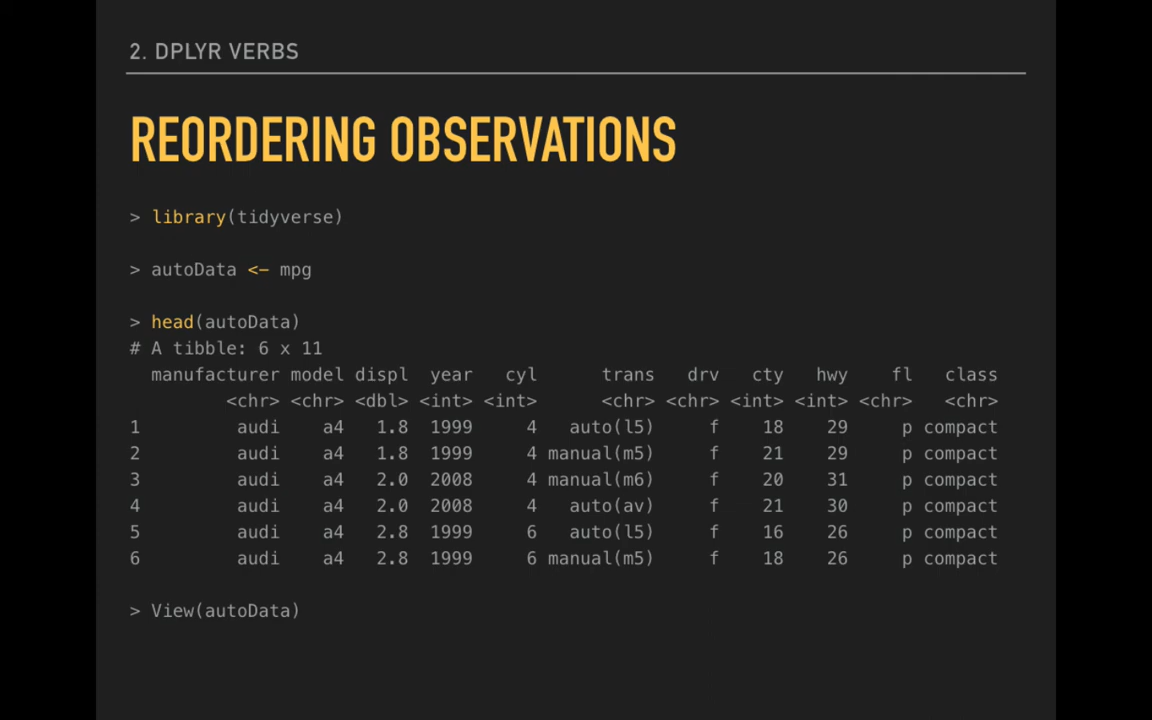 2. DPLYR VERBS
REORDERING OBSERVATIONS
> library(tidyverse)
> autoData <- mpg
> head(autoData)
# A tibble: 6 x 11
manufacturer model displ year cyl trans drv cty hwy fl class
<chr> <chr> <dbl> <int> <int> <chr> <chr> <int> <int> <chr> <chr>
1 audi a4 1.8 1999 4 auto(l5) f 18 29 p compact
2 audi a4 1.8 1999 4 manual(m5) f 21 29 p compact
3 audi a4 2.0 2008 4 manual(m6) f 20 31 p compact
4 audi a4 2.0 2008 4 auto(av) f 21 30 p compact
5 audi a4 2.8 1999 6 auto(l5) f 16 26 p compact
6 audi a4 2.8 1999 6 manual(m5) f 18 26 p compact
> View(autoData)